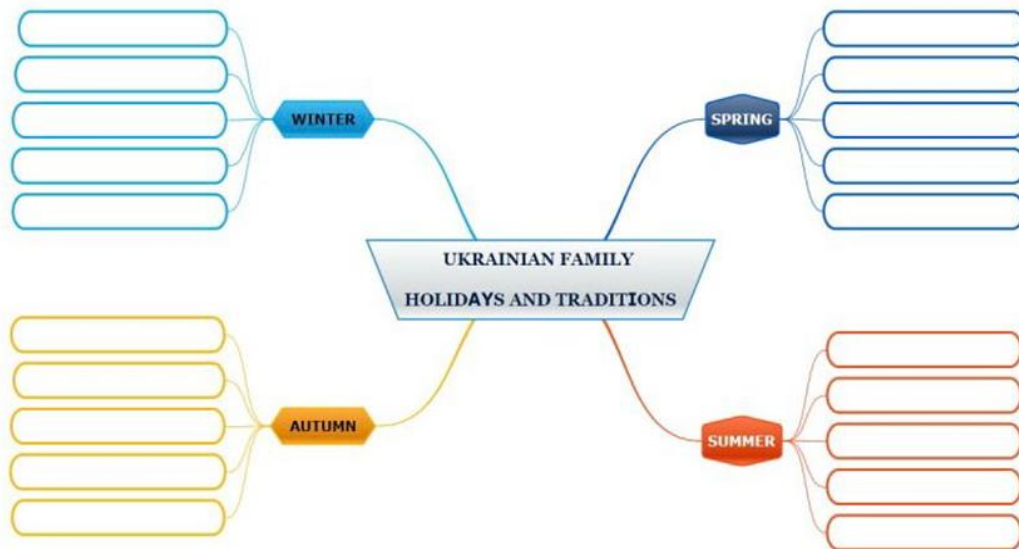 WINTER
SPRING
UKRAINIAN FAMILY
HOLIDAYS AND TRADITIONS
AUTUMN
SUMMER